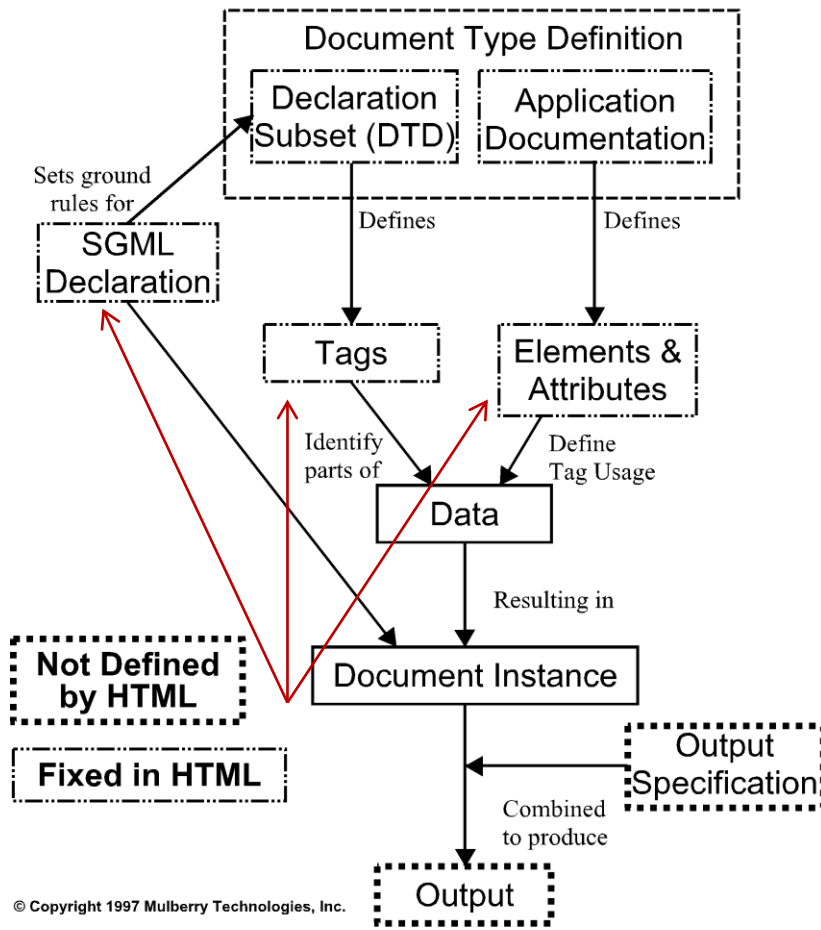 Document Type Definition
Declaration
Subset (DTD)
Application
Documentation
Sets ground
rules for
Defines
Defines
SGML
Declaration
Tags
Elements &
Attributes
Identify
parts of
Define
Tag Usage
Data
Resulting in
Not Defined
by HTML
Document Instance
Fixed in HTML
Output
Specification
Combined
to produce
Output
© Copyright 1997 Mulberry Technologies, Inc.